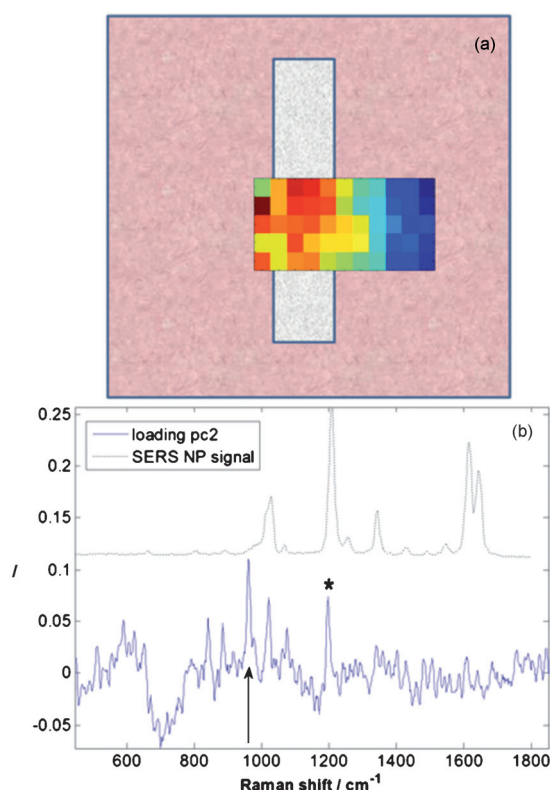 (a)
0.25
(b)
loading pc2
SERS NP signal
0.2
0.15
I
0.1
*
0.05
0
-0.05
600 800 1000 1200 1400 1600 1800
Raman shift / cm-1